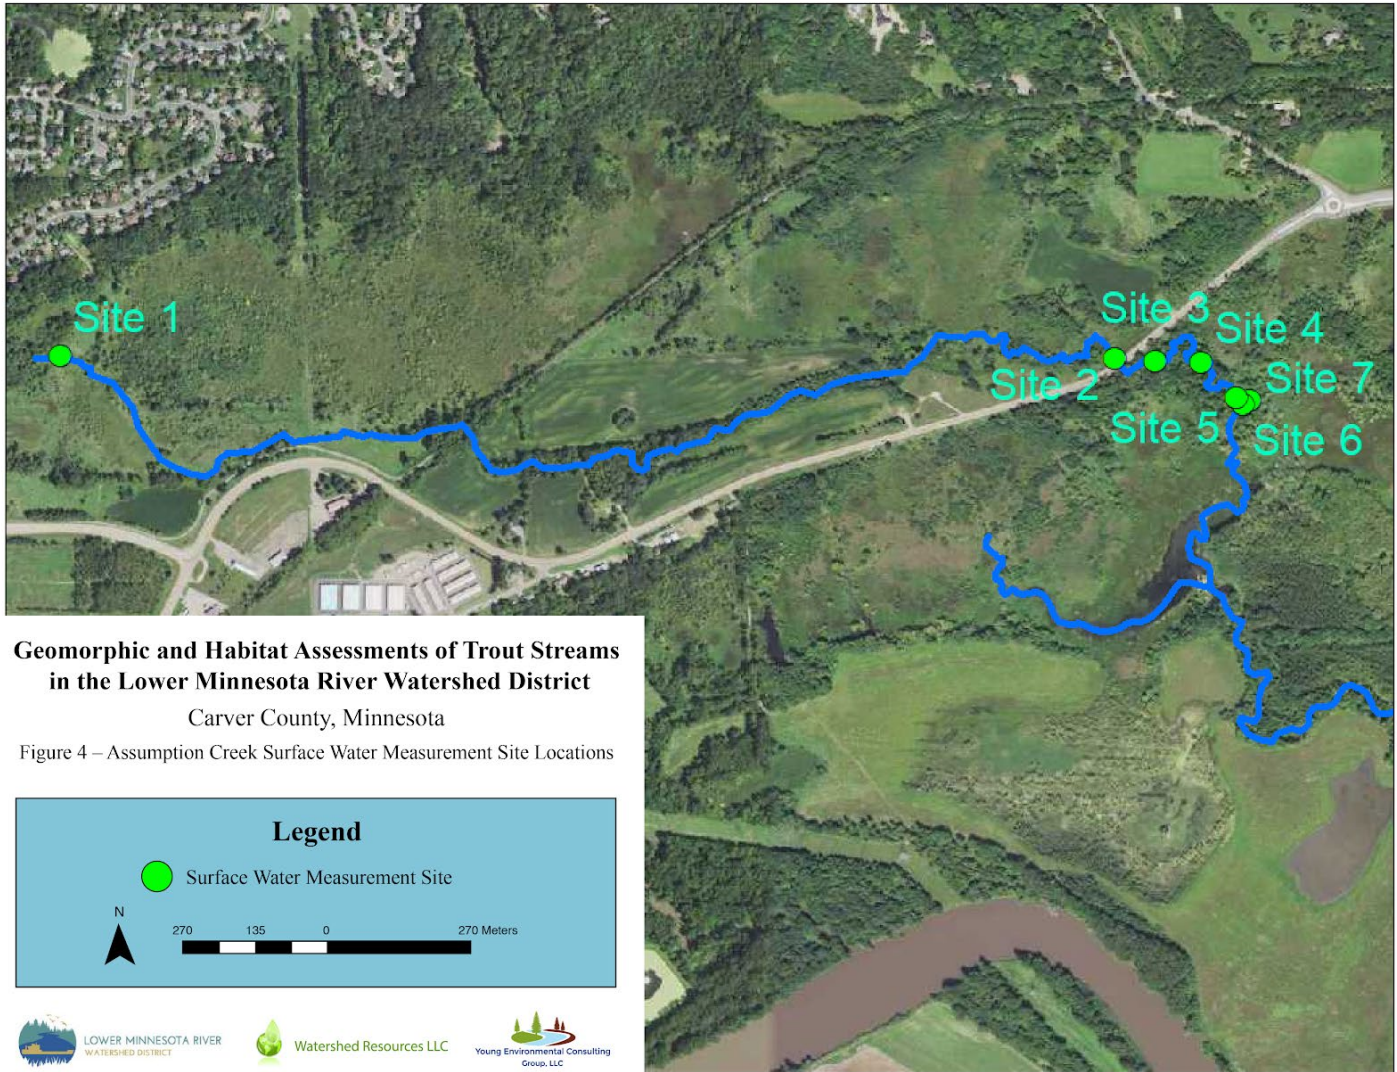 Site 1
Site 3
Site 4
Site 2
Site 7
Site 5
Site 6
Geomorphic and Habitat Assessments of Trout Streams
in the Lower Minnesota River Watershed District
Carver County, Minnesota
Figure 4 – Assumption Creek Surface Water Measurement Site Locations
Legend
Surface Water Measurement Site
N
270 135 0 270 Meters
LOWER MINNESOTA RIVER
WATERSHED DISTRICT
Watershed Resources LLC
Young Environmental Consulting
Group, LLC